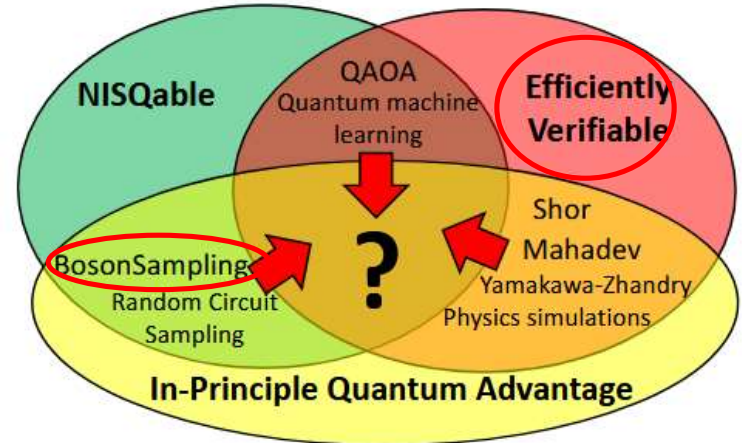 NISQable
QAOA
Quantum machine
learning
Efficiently
Verifiable
BosonSampling
Random Circuit
Sampling
?
Shor
Mahadev
Yamakawa-Zhandry
Physics simulations
In-Principle Quantum Advantage